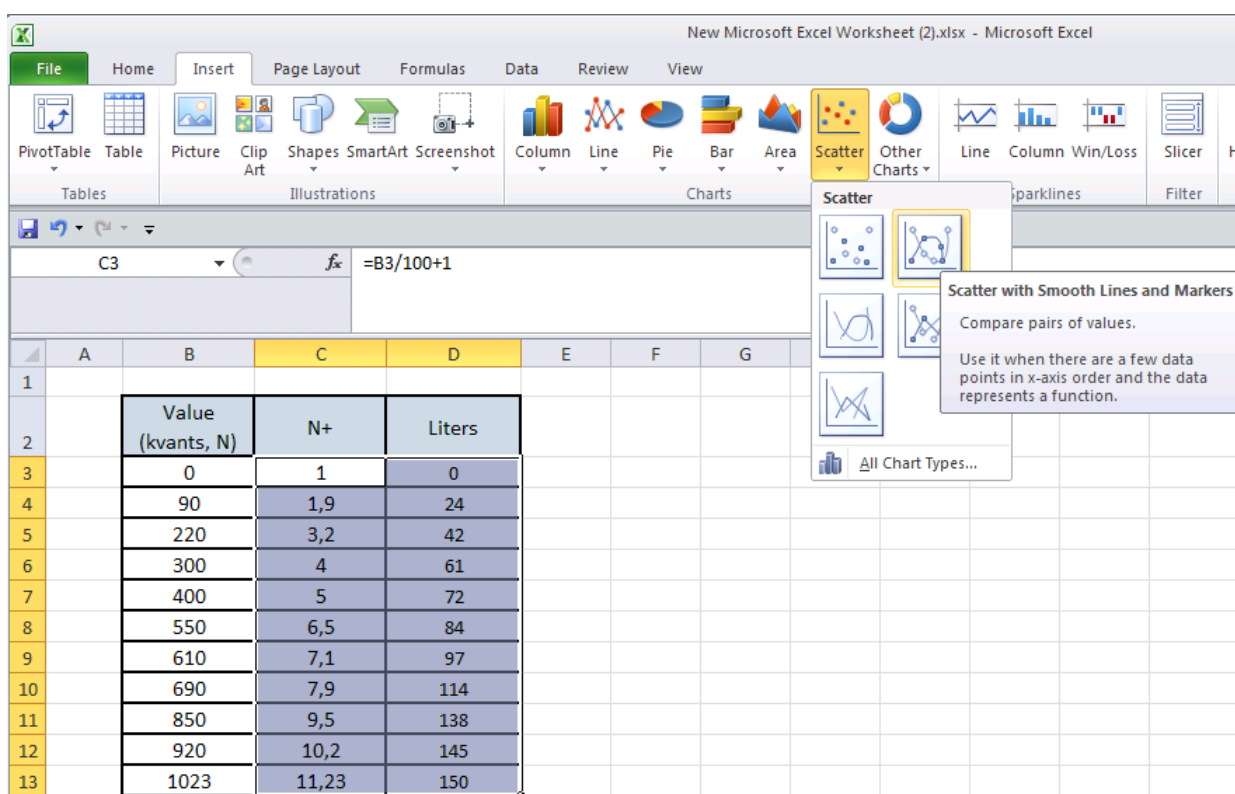 New Microsoft Excel Worksheet (2).xlsx - Microsoft Excel
File Home Insert Page Layout Formulas Data Review View
PivotTable Table Picture Clip Art Shapes SmartArt Screenshot Column Line Pie Bar Area Scatter Other Charts Line Column Win/Loss Slicer H
Tables Illustrations Charts Sparklines Filter
Scatter
C3 fx =B3/100+1
Scatter with Smooth Lines and Markers
Compare pairs of values.
Use it when there are a few data
points in x-axis order and the data
represents a function.
All Chart Types...
A B C D E F G
1
2 Value (kvants, N) N+ Liters
3 0 1 0
4 90 1,9 24
5 220 3,2 42
6 300 4 61
7 400 5 72
8 550 6,5 84
9 610 7,1 97
10 690 7,9 114
11 850 9,5 138
12 920 10,2 145
13 1023 11,23 150